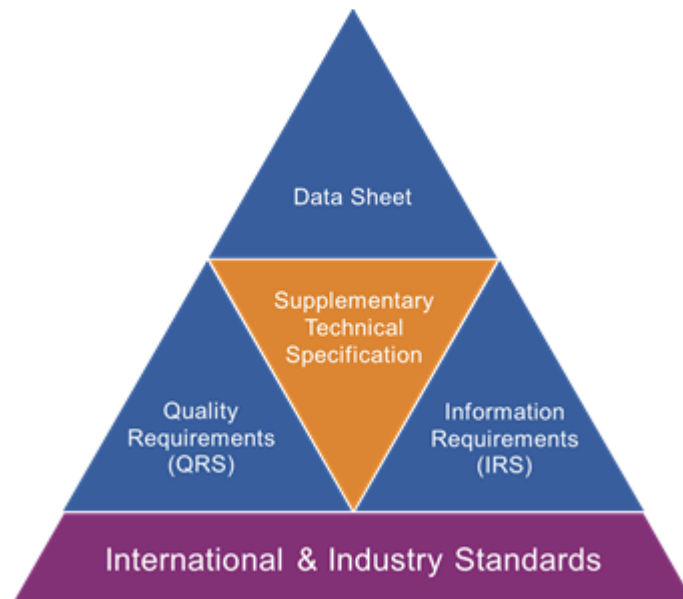 Data Sheet
Supplementary
Technical
Specification
Quality
Requirements
(QRS)
Information
Requirements
(IRS)
International & Industry Standards